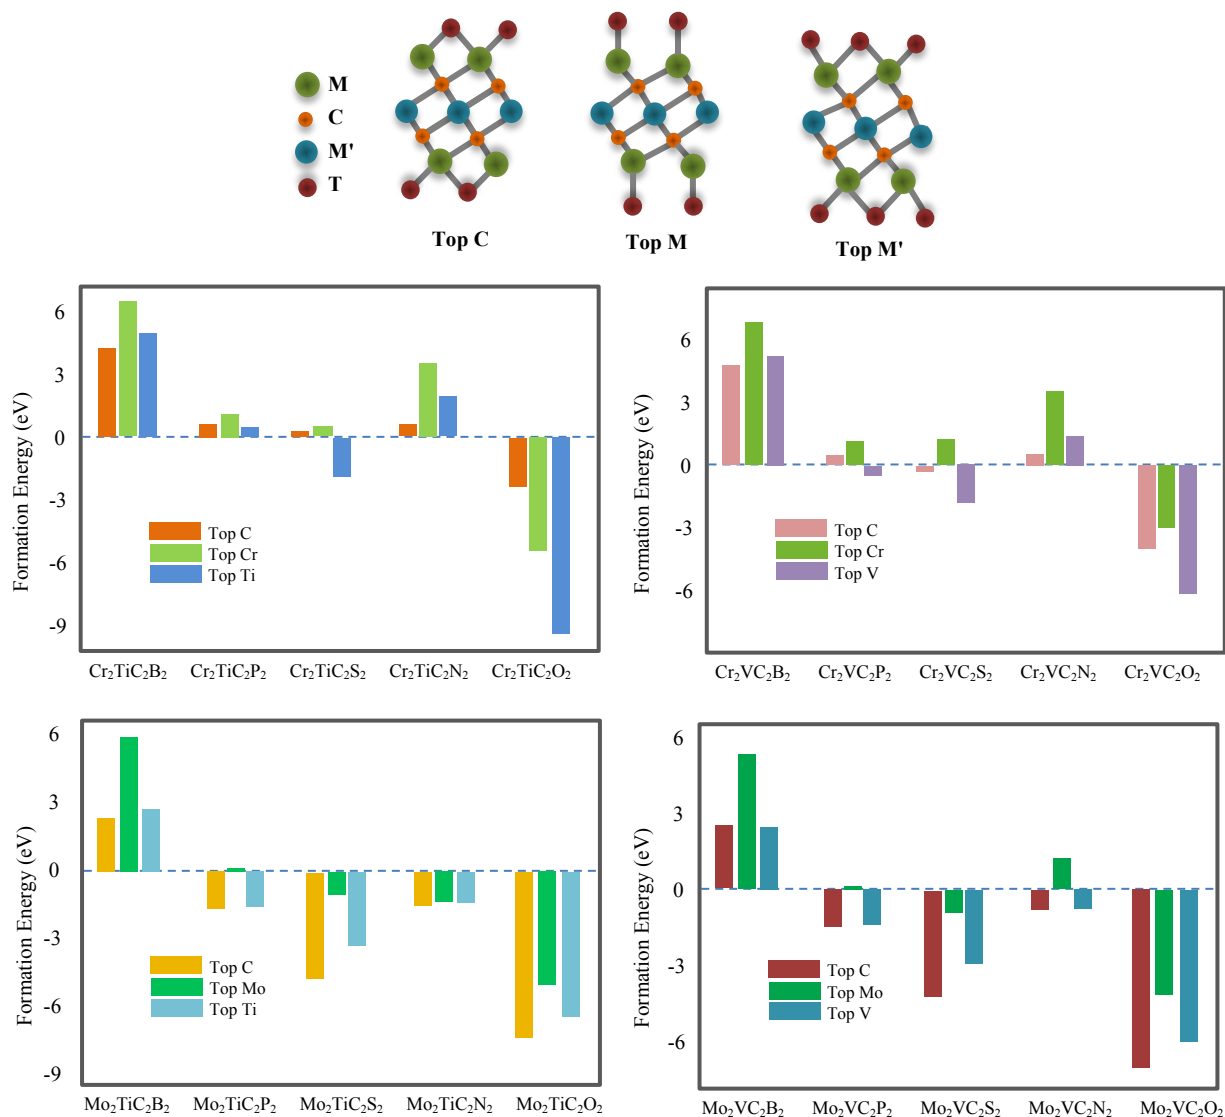 M
C
M'
T
Top C
Top M
Top M'
Formation Energy (eV)
6
3
0
-3
-6
-9
Top C
Top Cr
Top Ti
Cr₂TiC₂B₂ Cr₂TiC₂P₂ Cr₂TiC₂S₂ Cr₂TiC₂N₂ Cr₂TiC₂O₂
Formation Energy (eV)
6
3
0
-3
-6
Top C
Top Cr
Top V
Cr₂VC₂B₂ Cr₂VC₂P₂ Cr₂VC₂S₂ Cr₂VC₂N₂ Cr₂VC₂O₂
Formation Energy (eV)
6
3
0
-3
-6
-9
Top C
Top Mo
Top Ti
Mo₂TiC₂B₂ Mo₂TiC₂P₂ Mo₂TiC₂S₂ Mo₂TiC₂N₂ Mo₂TiC₂O₂
Formation Energy (eV)
6
3
0
-3
-6
Top C
Top Mo
Top V
Mo₂VC₂B₂ Mo₂VC₂P₂ Mo₂VC₂S₂ Mo₂VC₂N₂ Mo₂VC₂O₂